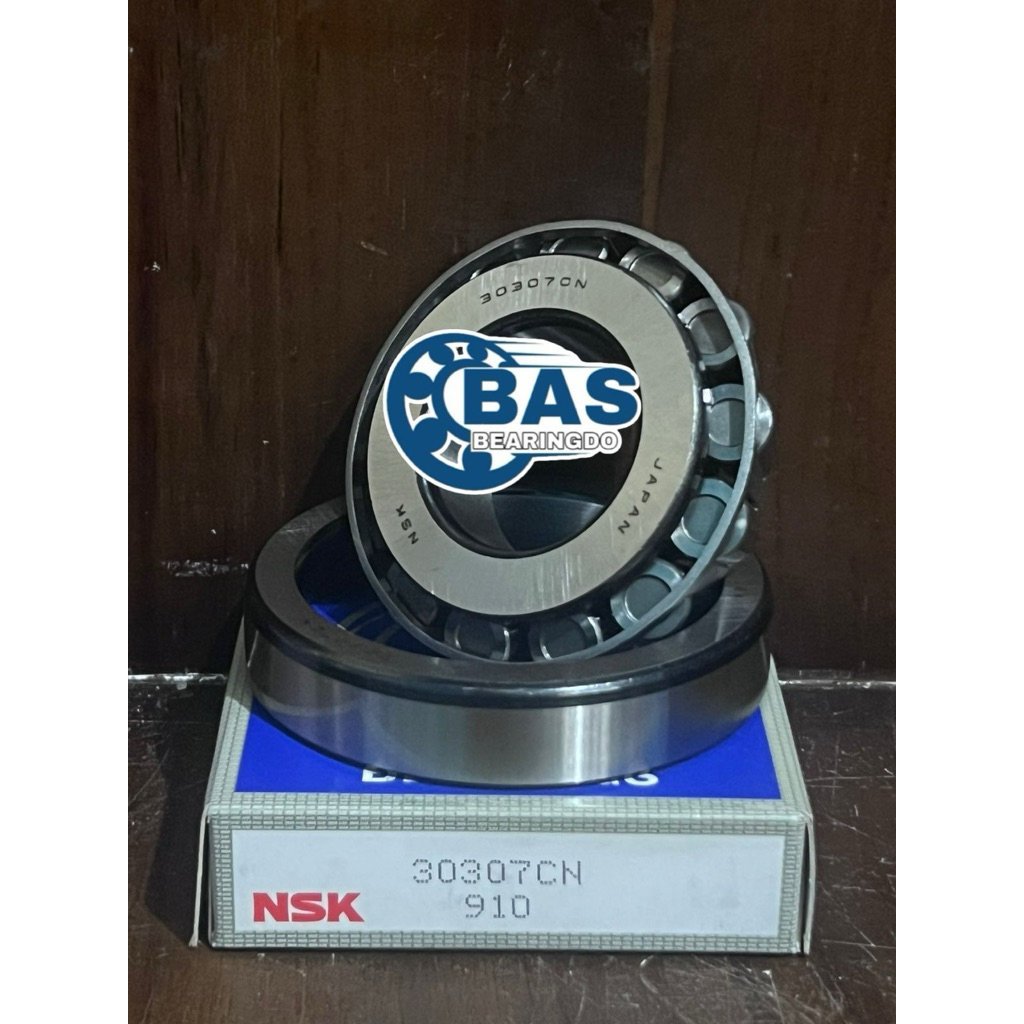 30307CN
BAS
BEARINGDO
NSK
JAPAN
30307CN
NSK
910